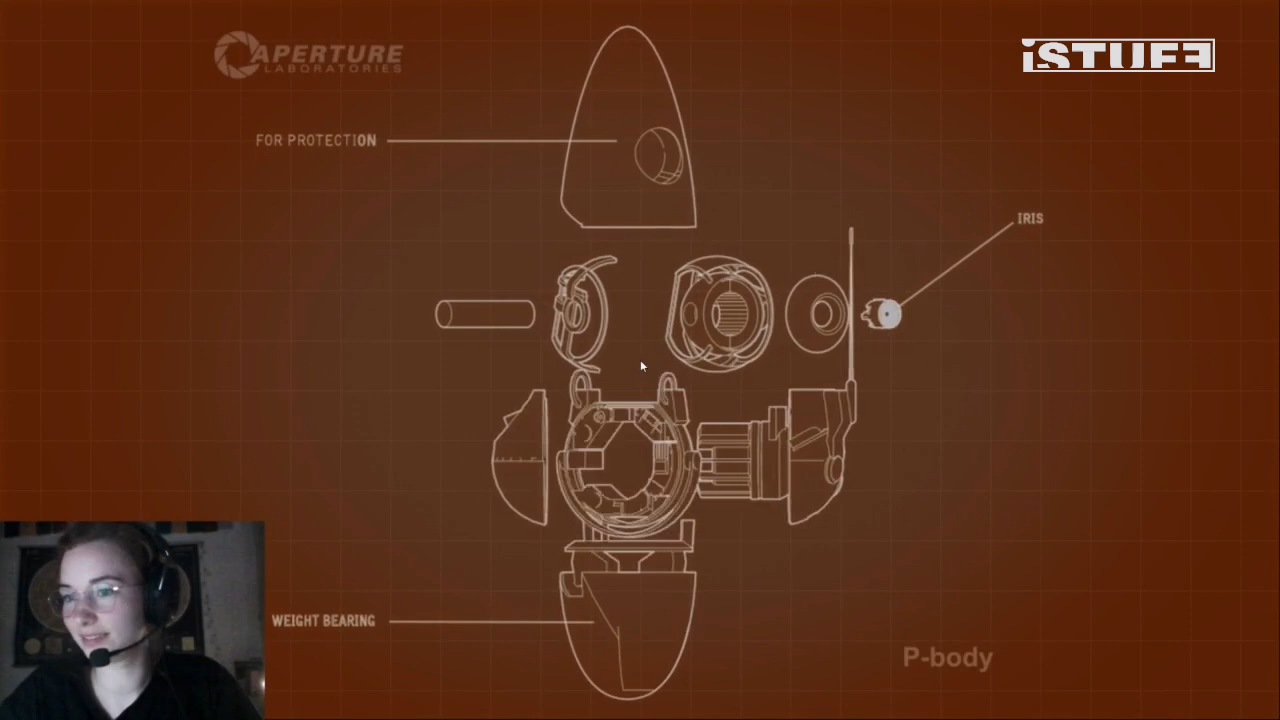 APERTURE
LABORATORIES
iSTUFF
FOR PROTECTION
IRIS
WEIGHT BEARING
P-body